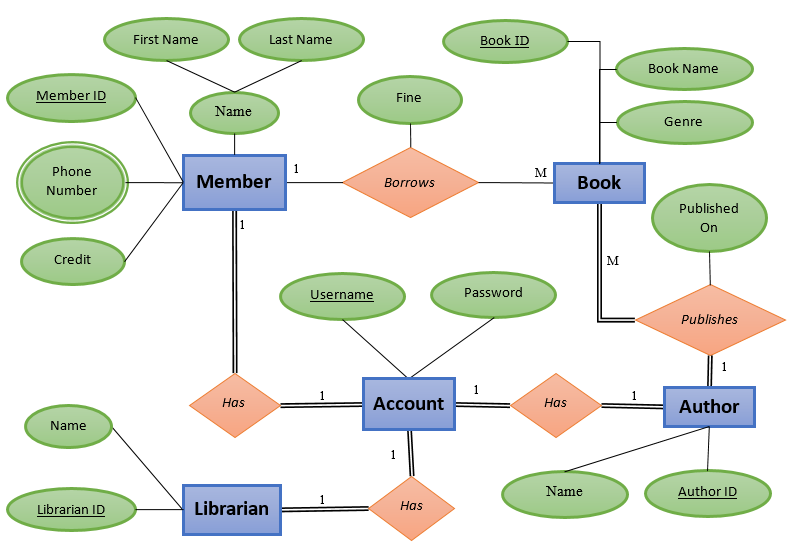 First Name
Last Name
Book ID
Book Name
Member ID
Name
Fine
Genre
Phone
Number
Member
1
Borrows
M
Book
Published
On
1
Credit
M
Username
Password
Publishes
1
Has
1
Account
1
Has
1
Author
Name
1
Name
Author ID
Librarian ID
Librarian
1
Has